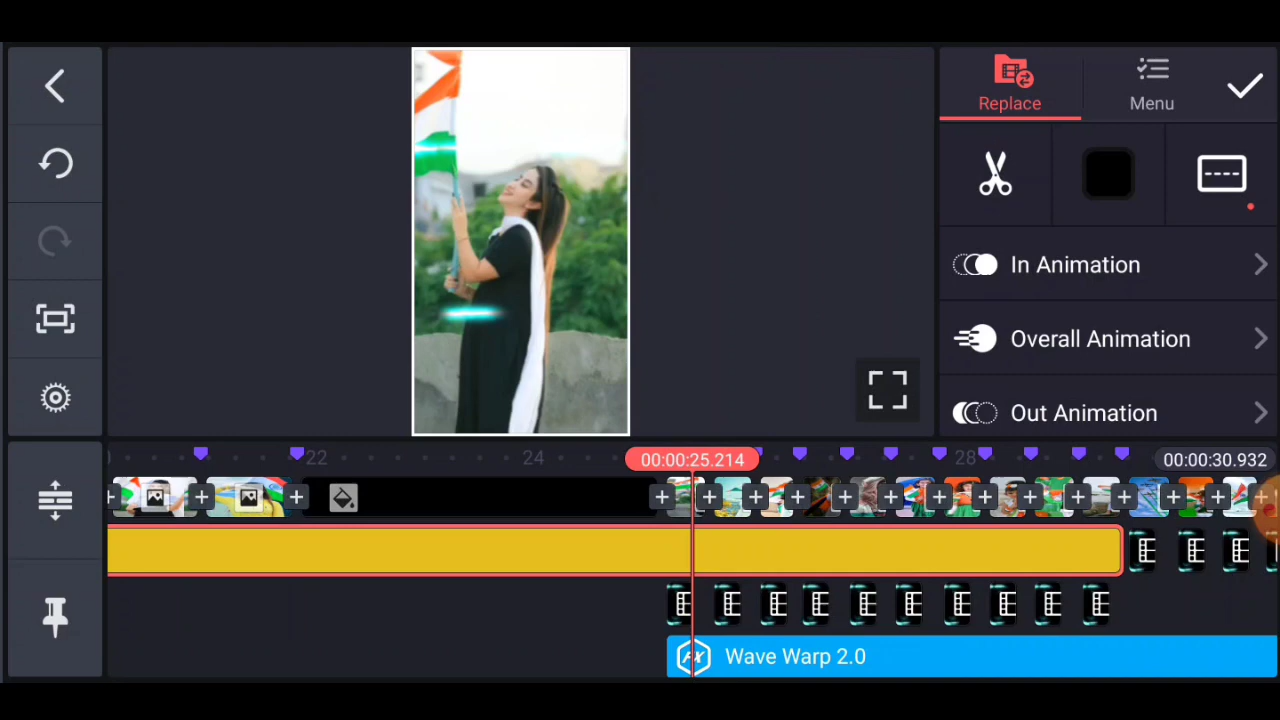 Replace
Menu
In Animation
Overall Animation
Out Animation
22
24
00:00:25.214
28
00:00:30.932
FX
Wave Warp 2.0